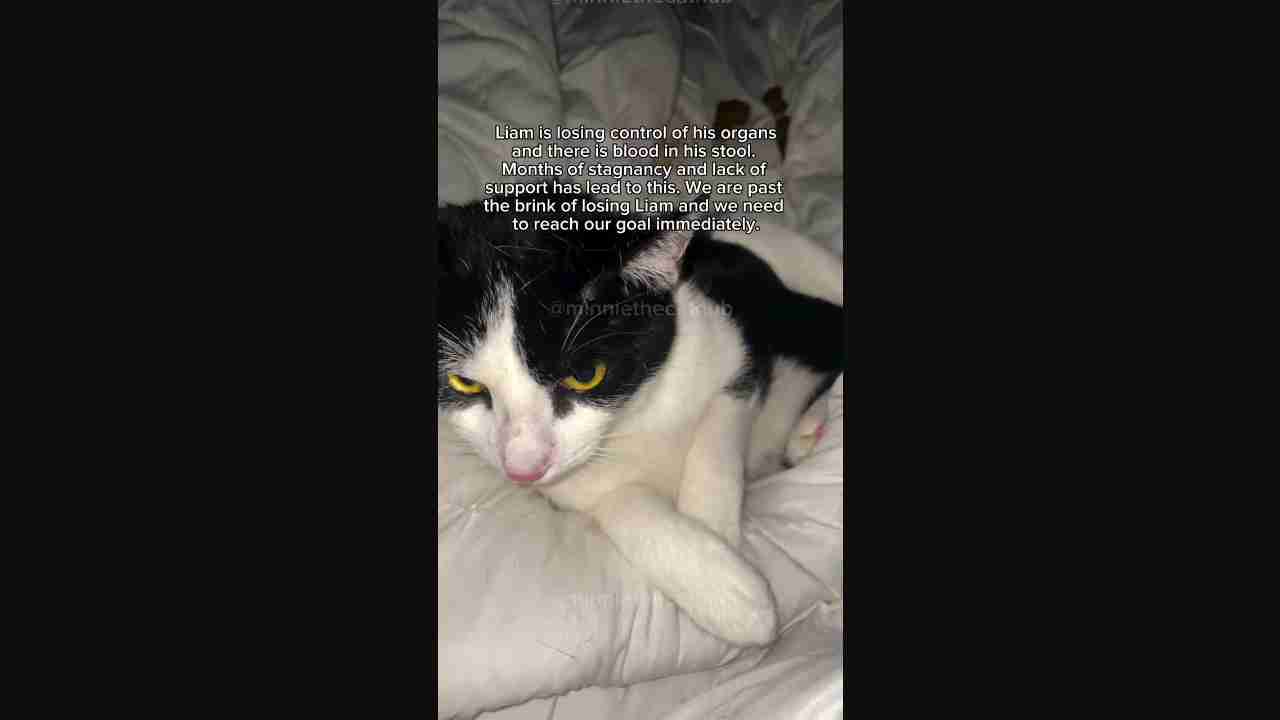 @minniethecathub
Liam is losing control of his organs
and there is blood in his stool.
Months of stagnancy and lack of
support has lead to this. We are past
the brink of losing Liam and we need
to reach our goal immediately.
@minniethecathub